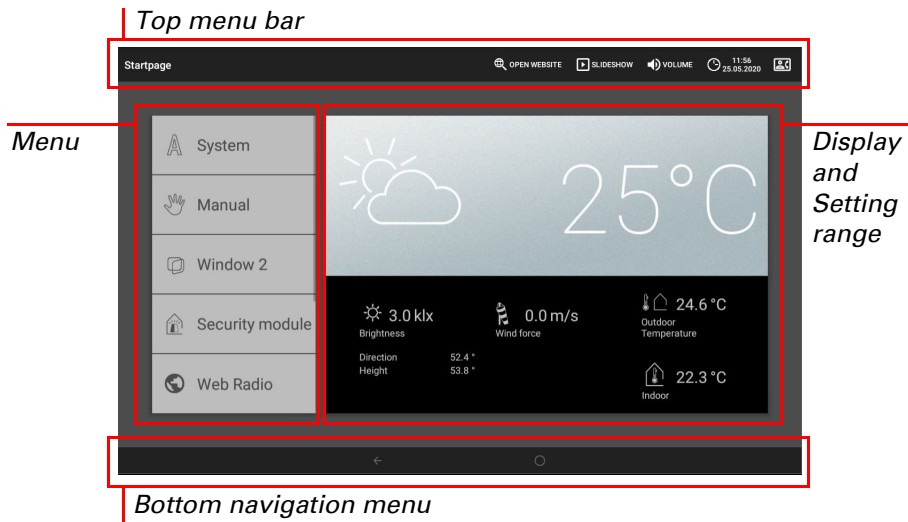 Top menu bar
Startpage
OPEN WEBSITE
SLIDESHOW
VOLUME
11:56
25.05.2020
Menu
Display
and
Setting
range
System
Manual
Window 2
Security module
Web Radio
25°C
3.0 klx
Brightness
Direction 52.4 °
Height 53.8 °
0.0 m/s
Wind force
24.6 °C
Outdoor
Temperature
22.3 °C
Indoor
Bottom navigation menu